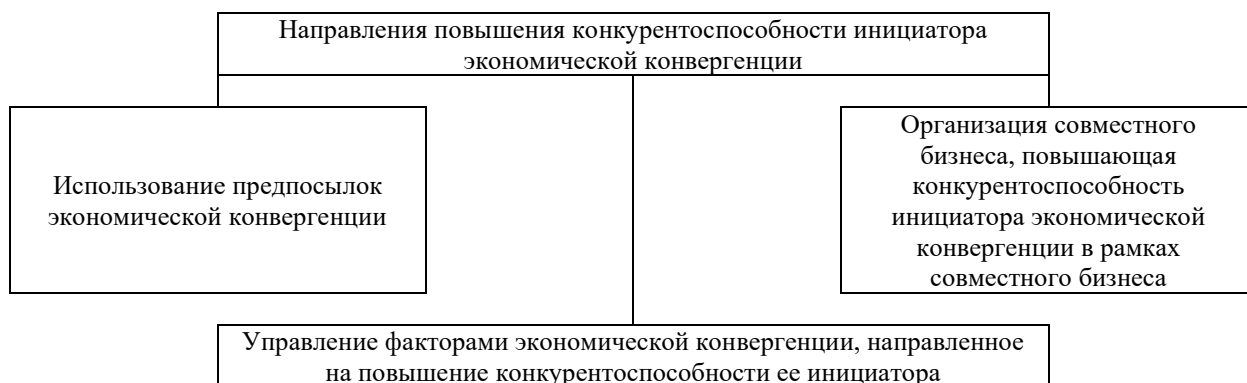 Направления повышения конкурентоспособности инициатора
экономической конвергенции
Использование предпосылок
экономической конвергенции
Организация совместного
бизнеса, повышающая
конкурентоспособность
инициатора экономической
конвергенции в рамках
совместного бизнеса
Управление факторами экономической конвергенции, направленное
на повышение конкурентоспособности ее инициатора